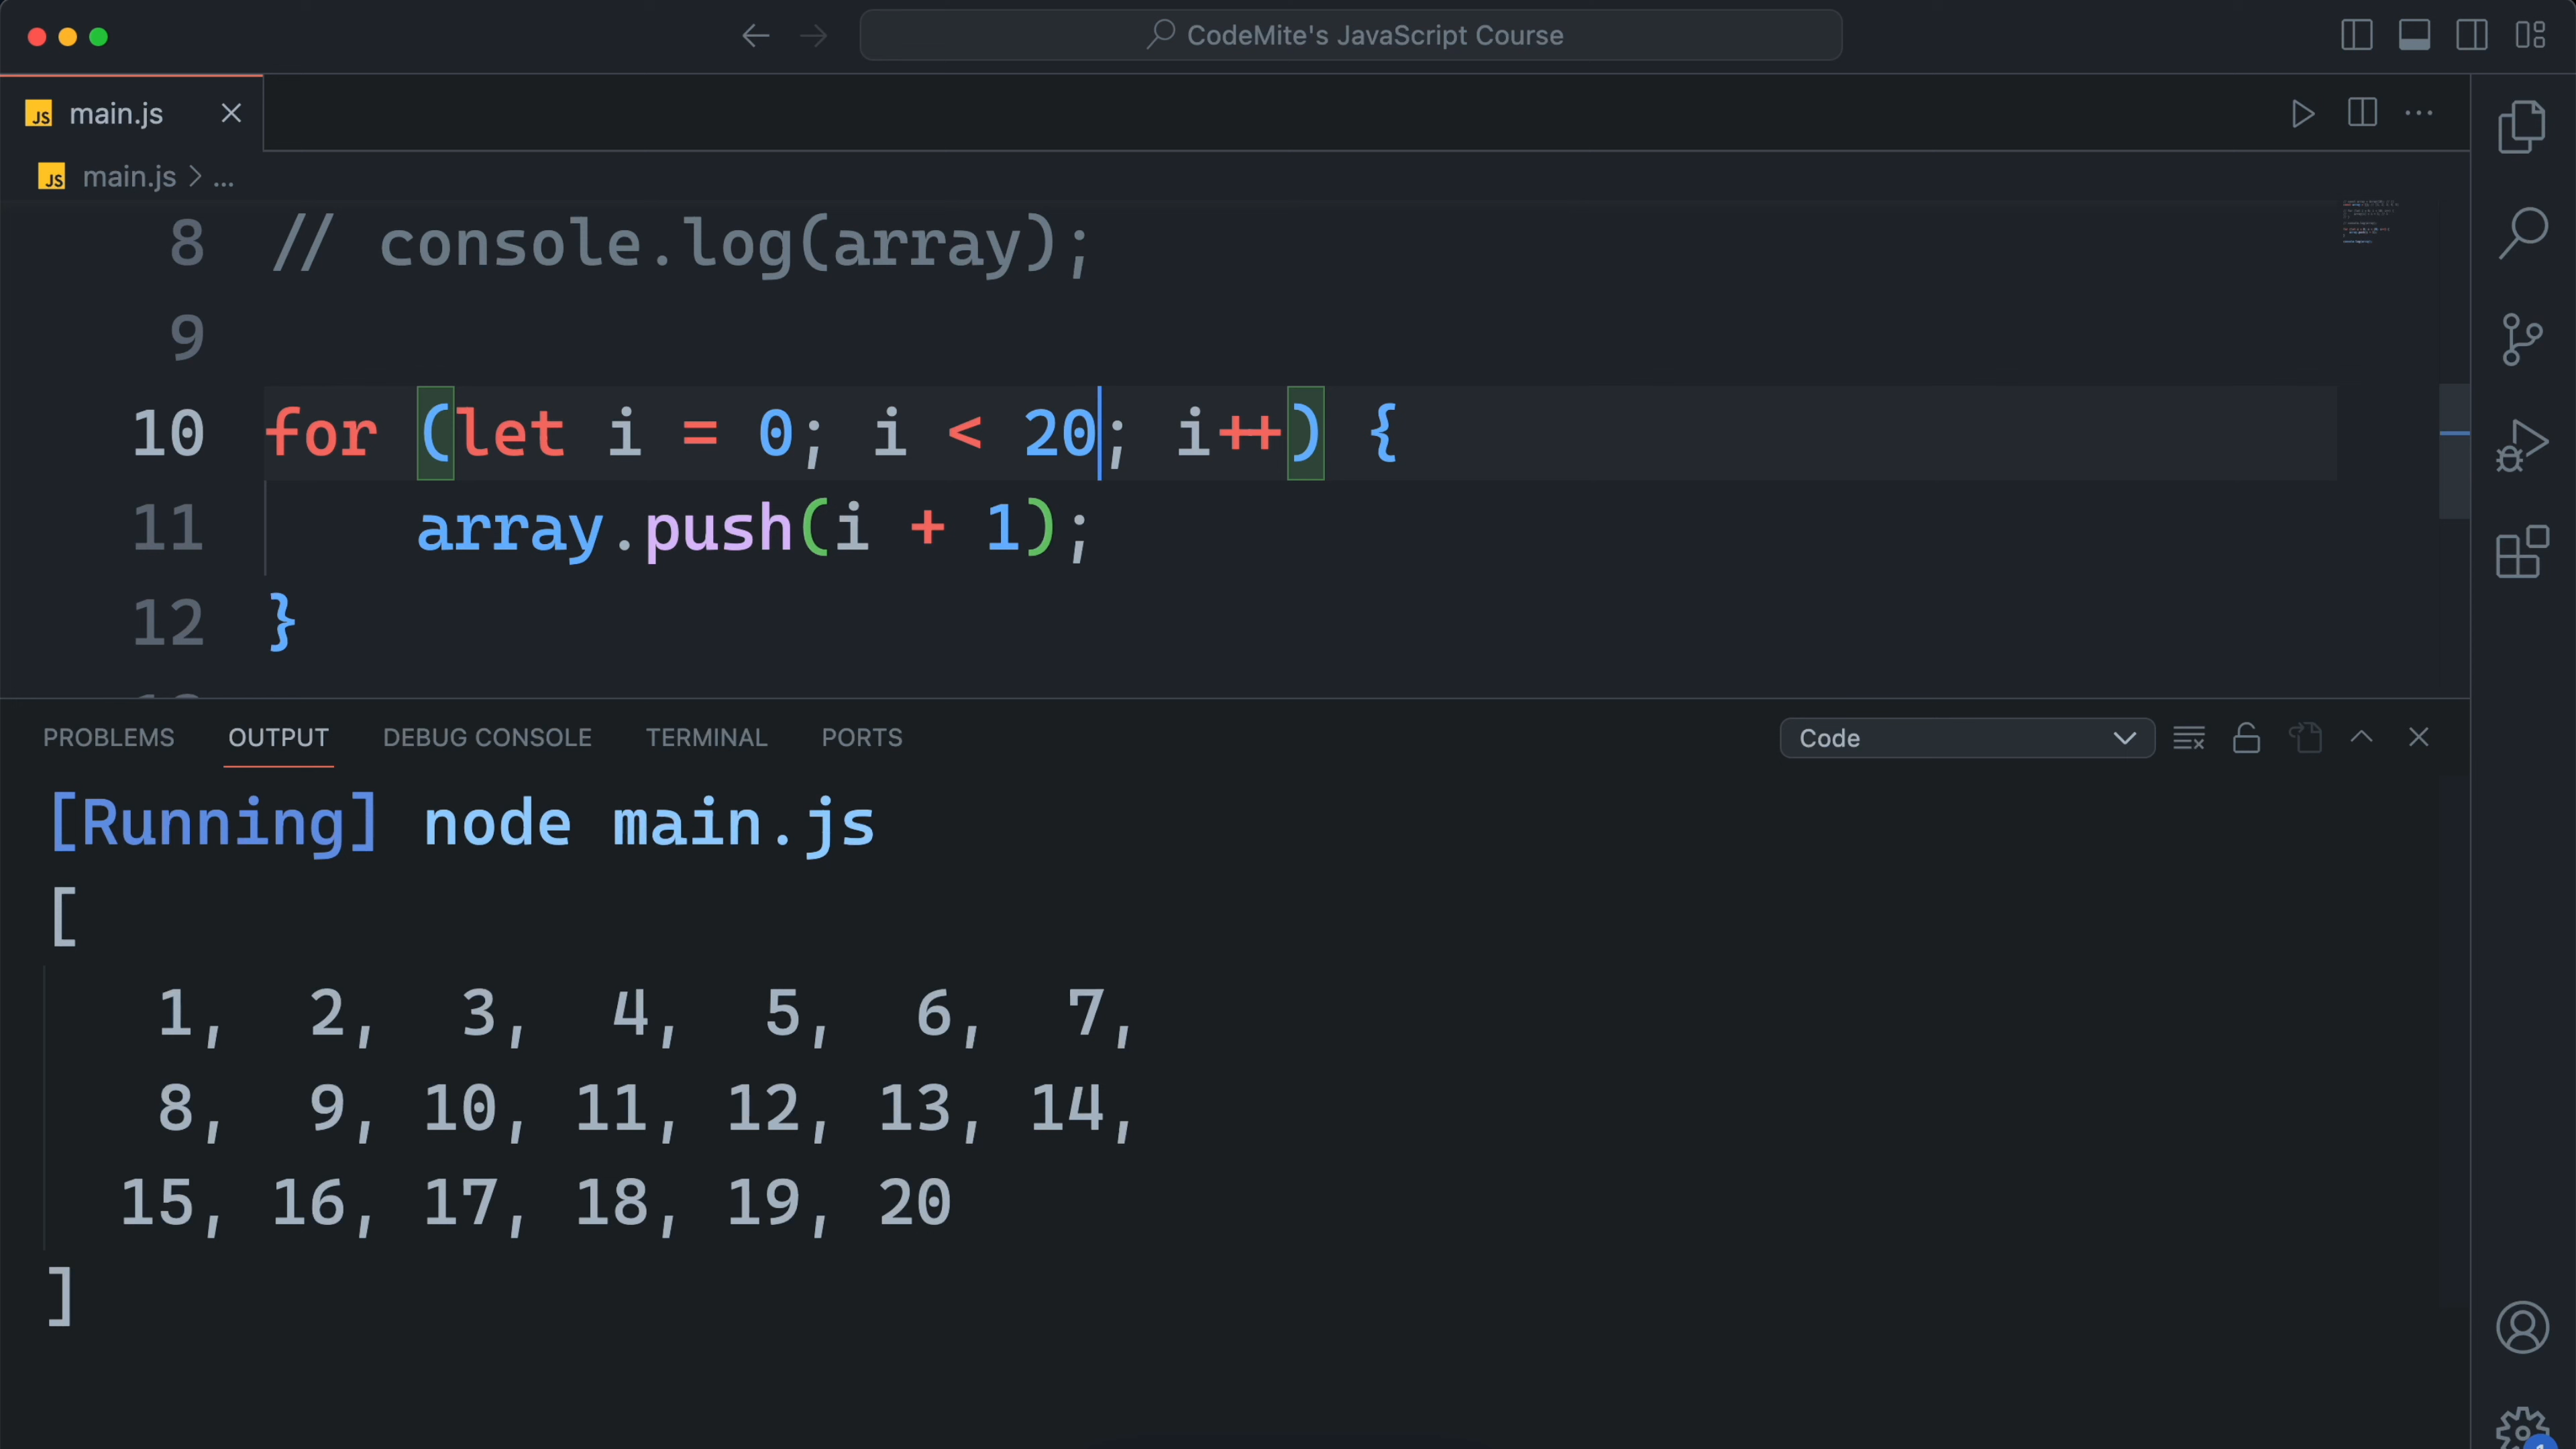 CodeMite's JavaScript Course
JS main.js
JS main.js > ...
8 // console.log(array);
9
10 for (let i = 0; i < 20; i++) {
11 array.push(i + 1);
12 }
PROBLEMS OUTPUT DEBUG CONSOLE TERMINAL PORTS Code
[Running] node main.js
[
1, 2, 3, 4, 5, 6, 7,
8, 9, 10, 11, 12, 13, 14,
15, 16, 17, 18, 19, 20
]